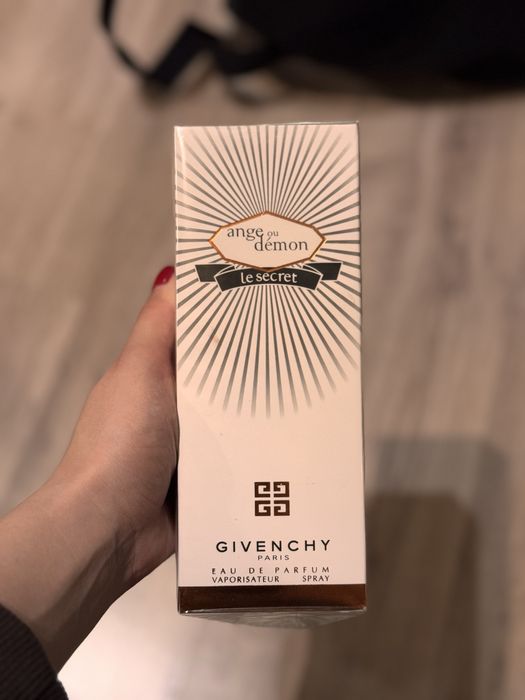 ange ou
démon
le secret
GIVENCHY
PARIS
EAU DE PARFUM
VAPORISATEUR SPRAY